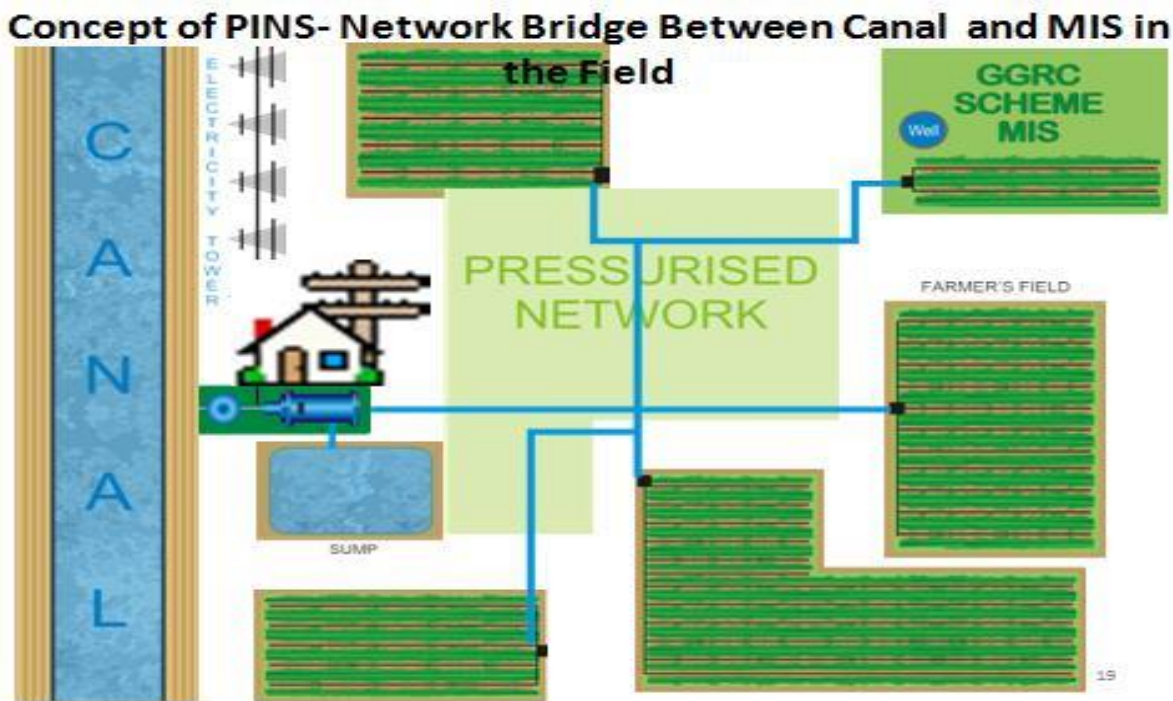 Concept of PINS- Network Bridge Between Canal and MIS in
the Field
CANAL
ELECTRICITY TOWER
GGRC
SCHEME
MIS
Well
PRESSURISED
NETWORK
FARMER'S FIELD
SUMP
19